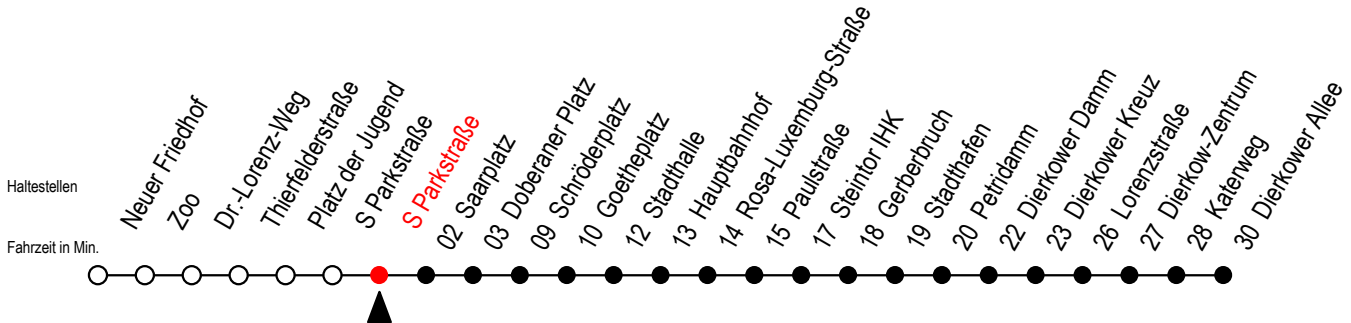 Haltestellen
Fahrzeit in Min.
Neuer Friedhof
Zoo
Dr.-Lorenz-Weg
Thierfelderstraße
Platz der Jugend
S Parkstraße
S Parkstraße
02 Saarplatz
03 Doberaner Platz
09 Schröderplatz
10 Goetheplatz
12 Stadthalle
13 Hauptbahnhof
14 Rosa-Luxemburg-Straße
15 Paulstraße
17 Steintor IHK
18 Gerberbruch
19 Stadthafen
20 Petridamm
22 Dierkower Damm
23 Dierkower Kreuz
26 Lorenzstraße
27 Dierkow-Zentrum
28 Katerweg
30 Dierkower Allee